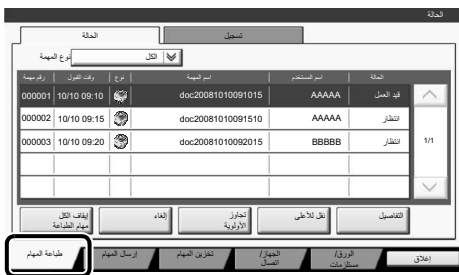 الحالة
الحالة تسجيل
نوع المهمة الكل
رقم مهمة وقت القبول نوع اسم المهمة اسم المستخدم الحالة
000001 10/10 09:10 doc20081010091015 AAAAA قيد العمل
000002 10/10 09:15 doc20081010091510 AAAAA انتظار
000003 10/10 09:20 doc20081010092015 BBBBB انتظار
1/1
إيقاف الكل
مهام الطباعة
إلغاء
تجاوز
الأولوية
نقل للأعلى
التفاصيل
طباعة المهام
إرسال المهام
تخزين المهام
الجهاز/
اتصال
الورق/
مستلزمات
إغلاق